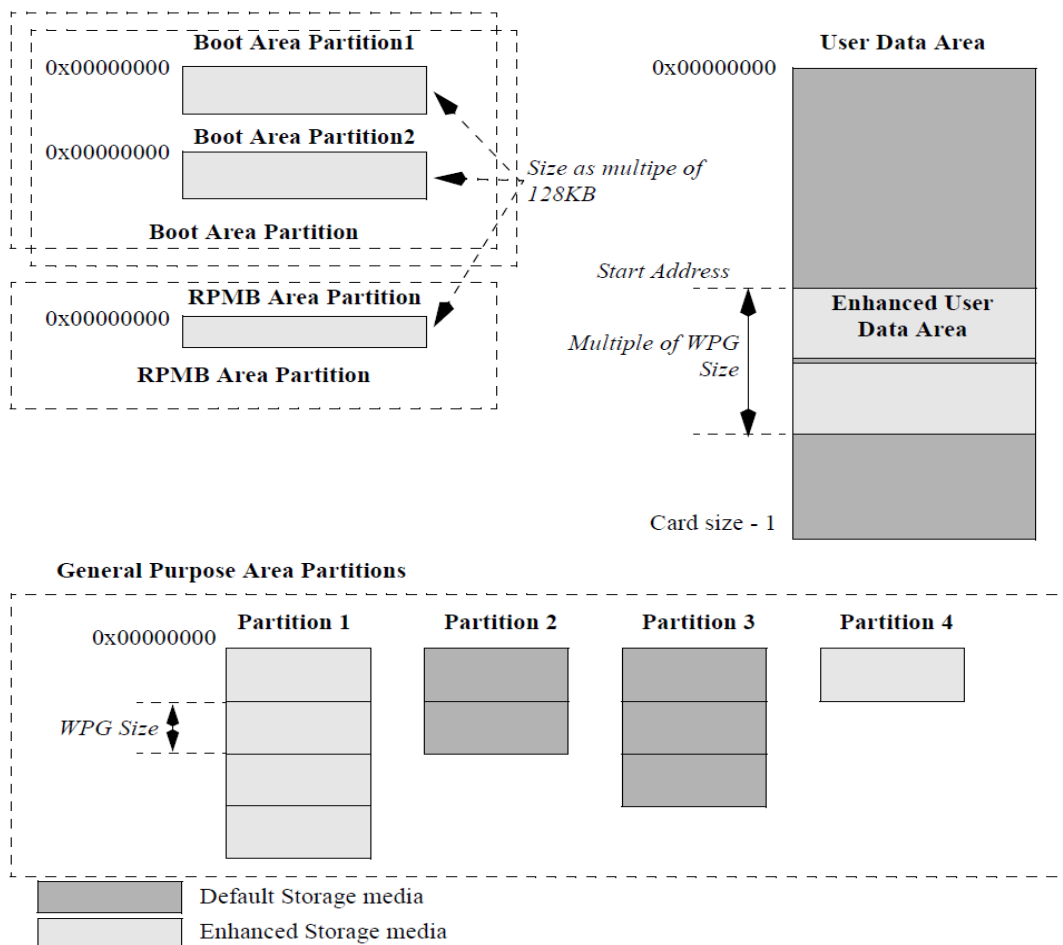 Boot Area Partition1
0x00000000
Boot Area Partition2
0x00000000
Size as multipe of
128KB
Boot Area Partition
RPMB Area Partition
0x00000000
RPMB Area Partition
User Data Area
0x00000000
Start Address
Enhanced User
Data Area
Multiple of WPG
Size
Card size - 1
General Purpose Area Partitions
0x00000000
Partition 1
Partition 2
Partition 3
Partition 4
WPG Size
Default Storage media
Enhanced Storage media